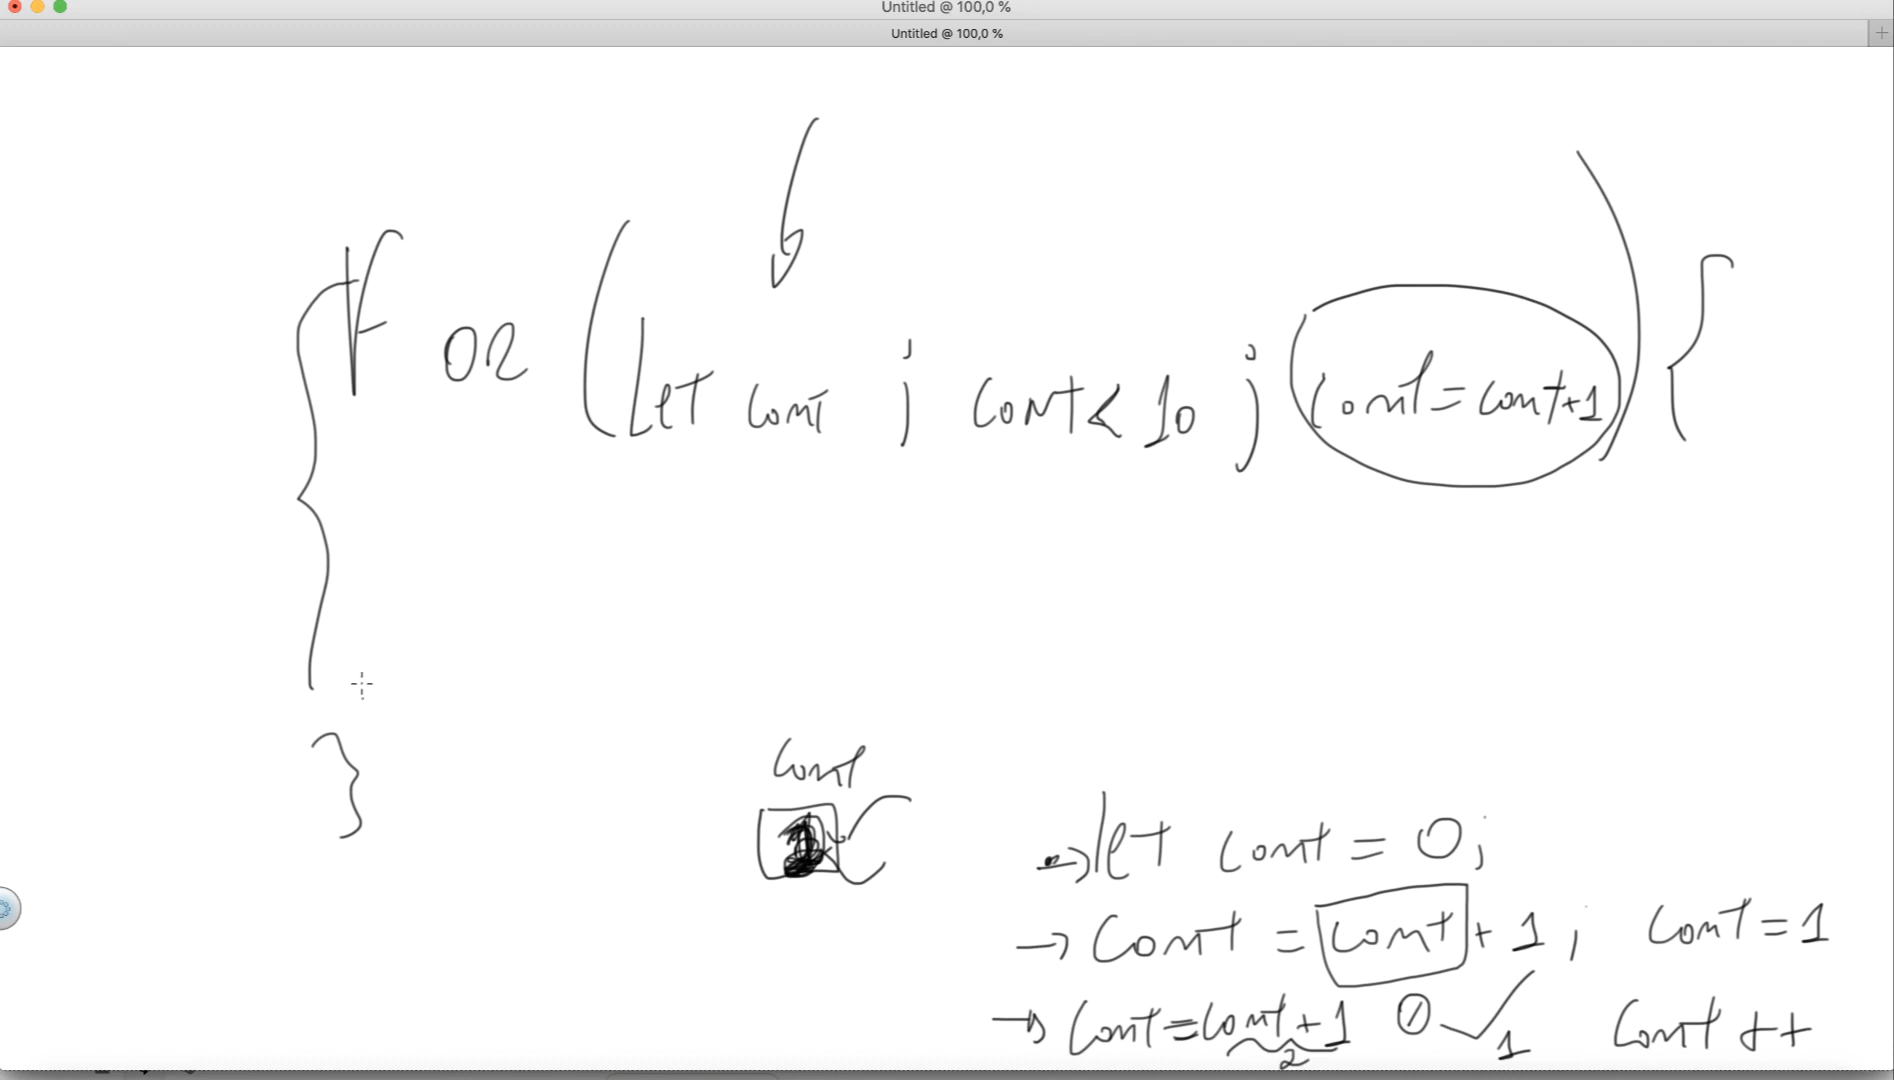 Untitled @ 100,0 %
Untitled @ 100,0 %
For (let cont ; cont < 10 ; cont = cont+1) {
}
cont
let cont = 0;
→ cont = cont + 1; cont = 1
→ cont = cont + 1 1 cont ++
2